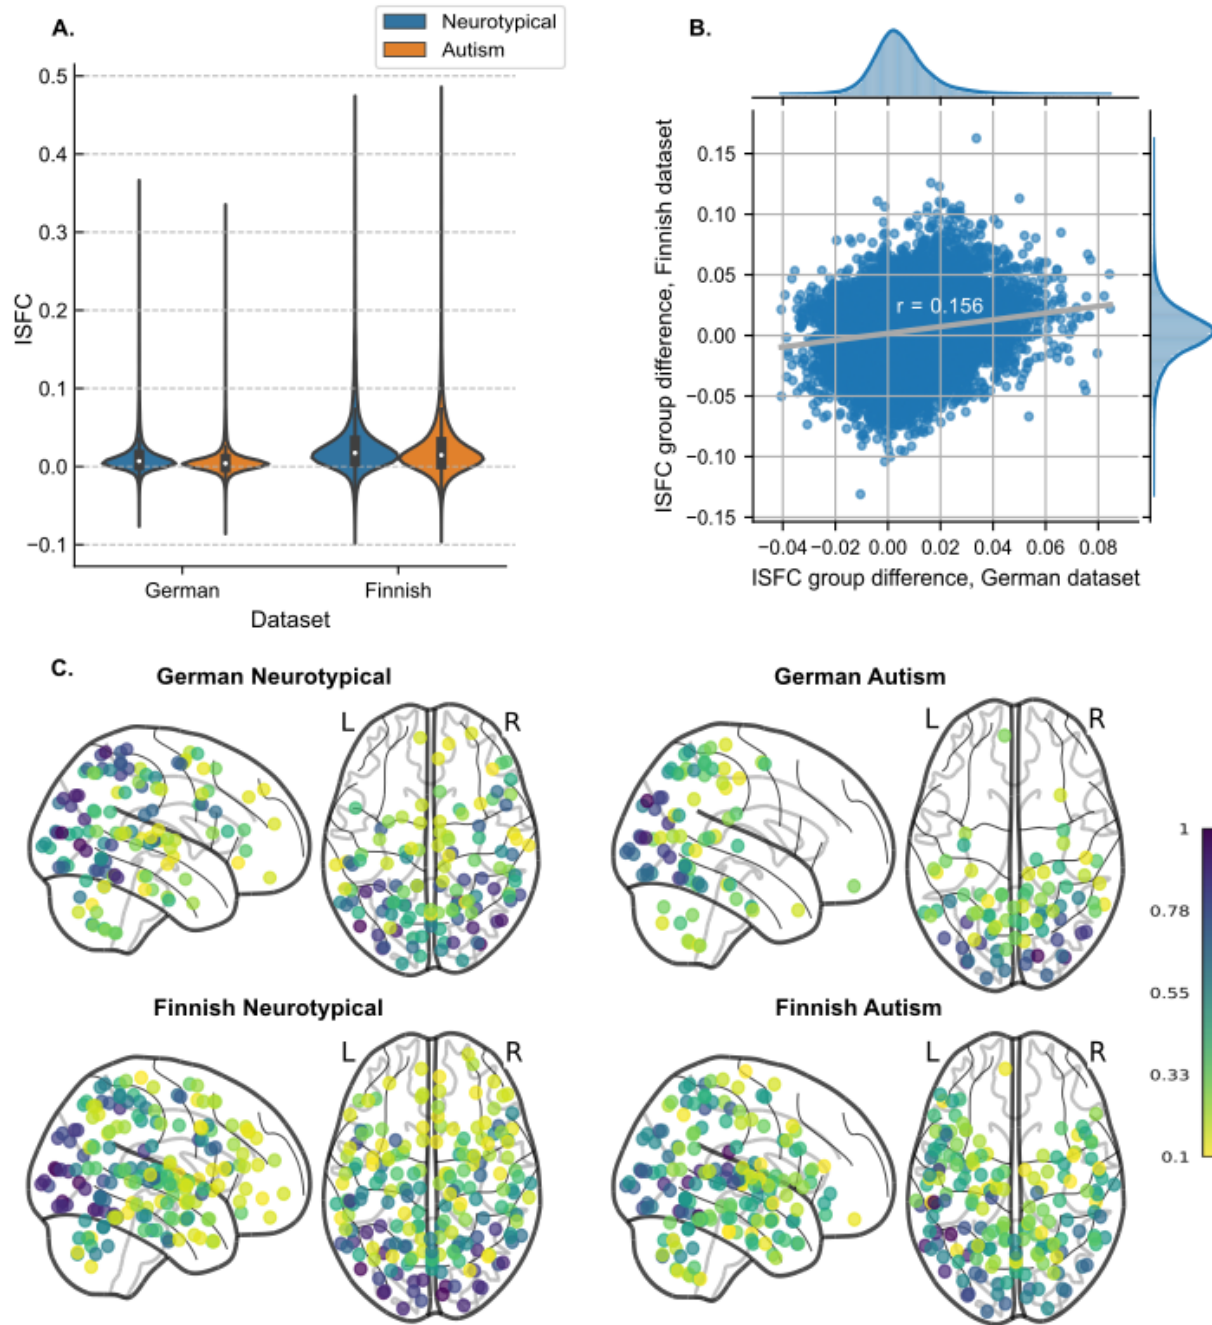 A.
Neurotypical
Autism
0.5
0.4
0.3
0.2
0.1
0.0
−0.1
ISFC
German
Finnish
Dataset
B.
ISFC group difference, Finnish dataset
0.15
0.10
0.05
0.00
−0.05
−0.10
−0.15
r = 0.156
−0.04 −0.02 0.00 0.02 0.04 0.06 0.08
ISFC group difference, German dataset
C.
German Neurotypical
L R
German Autism
L R
Finnish Neurotypical
L R
Finnish Autism
L R
1
0.78
0.55
0.33
0.1